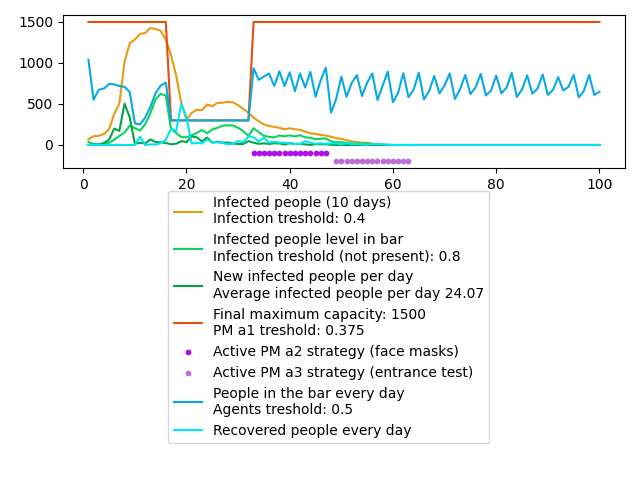 1500
1000
500
0
0
20
40
60
80
100
Infected people (10 days)
Infection treshold: 0.4
Infected people level in bar
Infection treshold (not present): 0.8
New infected people per day
Average infected people per day 24.07
Final maximum capacity: 1500
PM a1 treshold: 0.375
Active PM a2 strategy (face masks)
Active PM a3 strategy (entrance test)
People in the bar every day
Agents treshold: 0.5
Recovered people every day